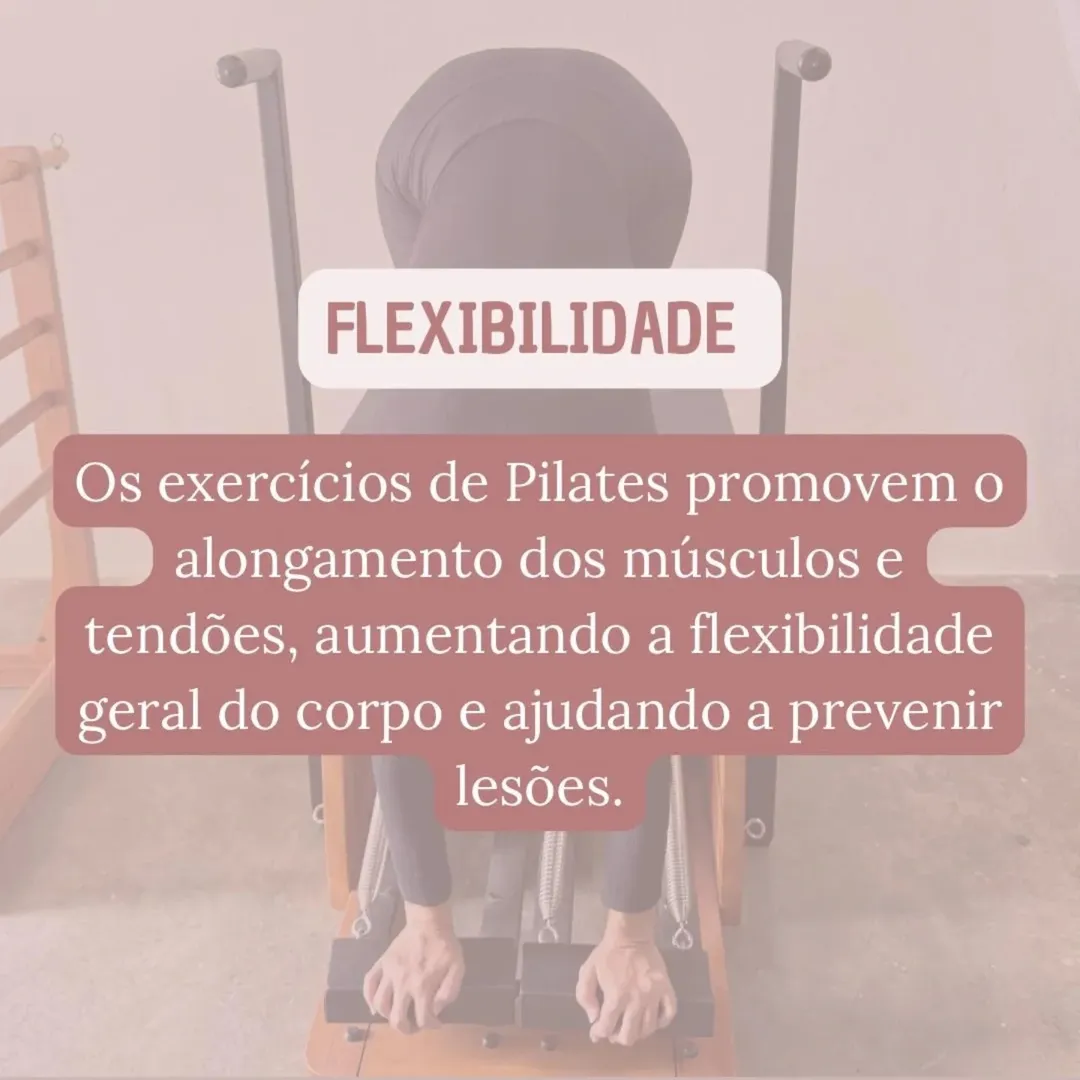 FLEXIBILIDADE
Os exercícios de Pilates promovem o
alongamento dos músculos e
tendões, aumentando a flexibilidade
geral do corpo e ajudando a prevenir
lesões.